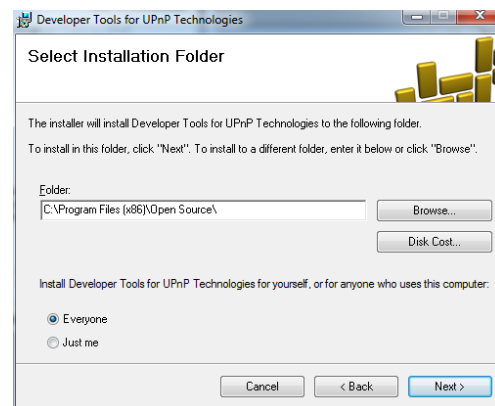 Developer Tools for UPnP Technologies
Select Installation Folder
The installer will install Developer Tools for UPnP Technologies to the following folder.
To install in this folder, click "Next". To install to a different folder, enter it below or click "Browse".
Folder:
C:\Program Files (x86)\Open Source\
Browse...
Disk Cost...
Install Developer Tools for UPnP Technologies for yourself, or for anyone who uses this computer:
Everyone
Just me
Cancel
< Back
Next >